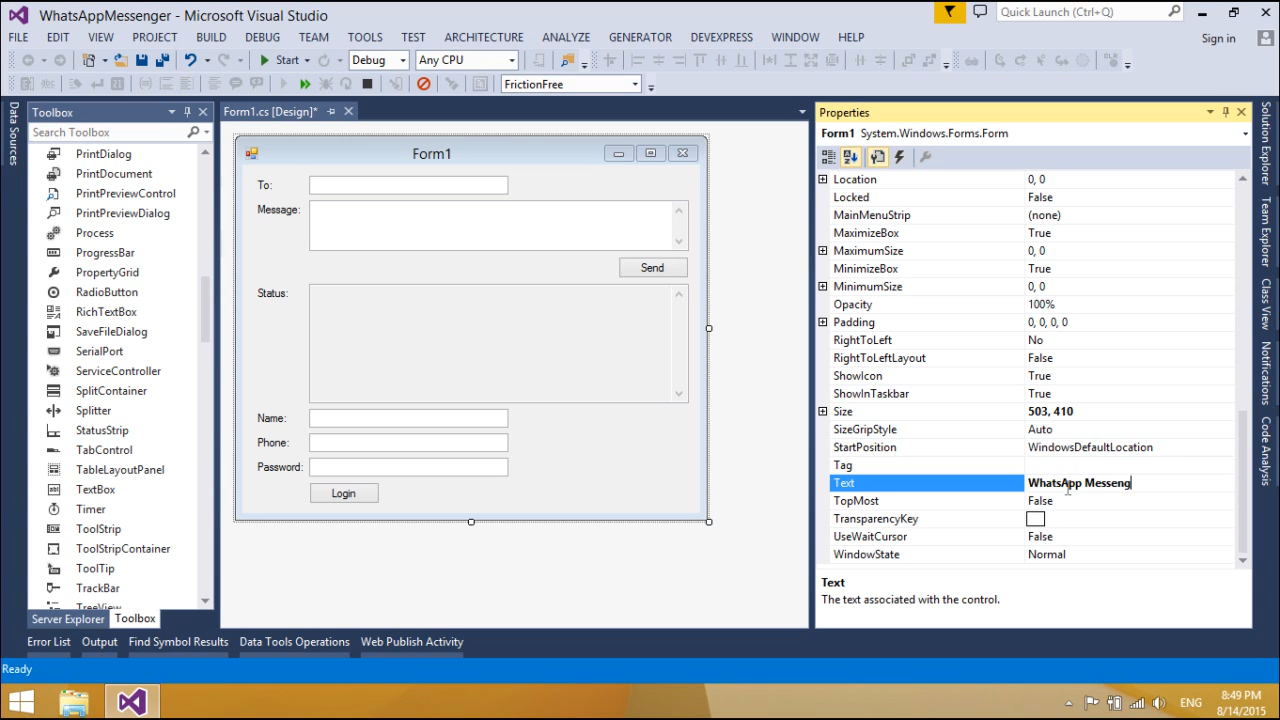 WhatsAppMessenger - Microsoft Visual Studio
Quick Launch (Ctrl+Q)
FILE EDIT VIEW PROJECT BUILD DEBUG TEAM TOOLS TEST ARCHITECTURE ANALYZE GENERATOR DEVEXPRESS WINDOW HELP
Sign in
Start Debug Any CPU
FrictionFree
Data Sources
Toolbox
Search Toolbox
PrintDialog
PrintDocument
PrintPreviewControl
PrintPreviewDialog
Process
ProgressBar
PropertyGrid
RadioButton
RichTextBox
SaveFileDialog
SerialPort
ServiceController
SplitContainer
Splitter
StatusStrip
TabControl
TableLayoutPanel
TextBox
Timer
ToolStrip
ToolStripContainer
ToolTip
TrackBar
TreeView
Server Explorer Toolbox
Form1.cs [Design]*
Form1
To:
Message:
Send
Status:
Name:
Phone:
Password:
Login
Properties
Form1 System.Windows.Forms.Form
Location 0, 0
Locked False
MainMenuStrip (none)
MaximizeBox True
MaximumSize 0, 0
MinimizeBox True
MinimumSize 0, 0
Opacity 100%
Padding 0, 0, 0, 0
RightToLeft No
RightToLeftLayout False
ShowIcon True
ShowInTaskbar True
Size 503, 410
SizeGripStyle Auto
StartPosition WindowsDefaultLocation
Tag
Text WhatsApp Messeng
TopMost False
TransparencyKey
UseWaitCursor False
WindowState Normal
Text
The text associated with the control.
Solution Explorer
Team Explorer
Class View
Notifications
Code Analysis
Error List Output Find Symbol Results Data Tools Operations Web Publish Activity
Ready
ENG
8:49 PM
8/14/2015